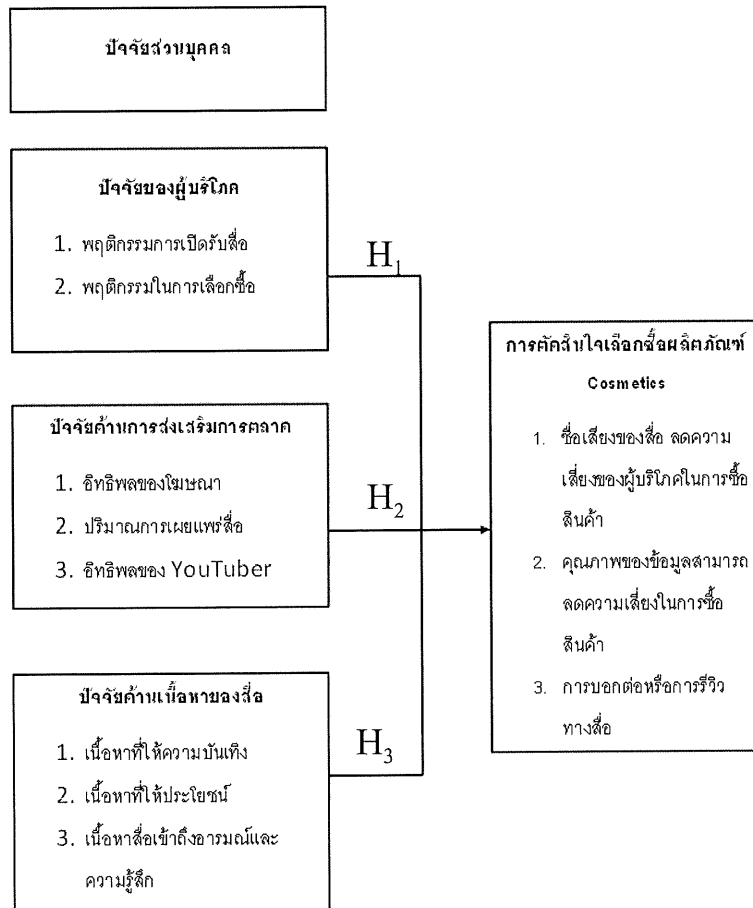 ปัจจัยส่วนบุคคล
ปัจจัยของผู้บริโภค
1. พฤติกรรมการเปิดรับสื่อ
2. พฤติกรรมในการเลือกซื้อ
H1
ปัจจัยด้านการส่งเสริมการตลาด
1. อิทธิพลของโฆษณา
2. ปริมาณการเผยแพร่สื่อ
3. อิทธิพลของ YouTuber
H2
ปัจจัยด้านเนื้อหาของสื่อ
1. เนื้อหาที่ให้ความบันเทิง
2. เนื้อหาที่ให้ประโยชน์
3. เนื้อหาสื่อเข้าถึงอารมณ์และ
ความรู้สึก
H3
การตัดสินใจเลือกซื้อผลิตภัณฑ์
Cosmetics
1. ชื่อเสียงของสื่อ ลดความ
เสี่ยงของผู้บริโภคในการซื้อ
สินค้า
2. คุณภาพของข้อมูลสามารถ
ลดความเสี่ยงในการซื้อ
สินค้า
3. การบอกต่อหรือการรีวิว
ทางสื่อ